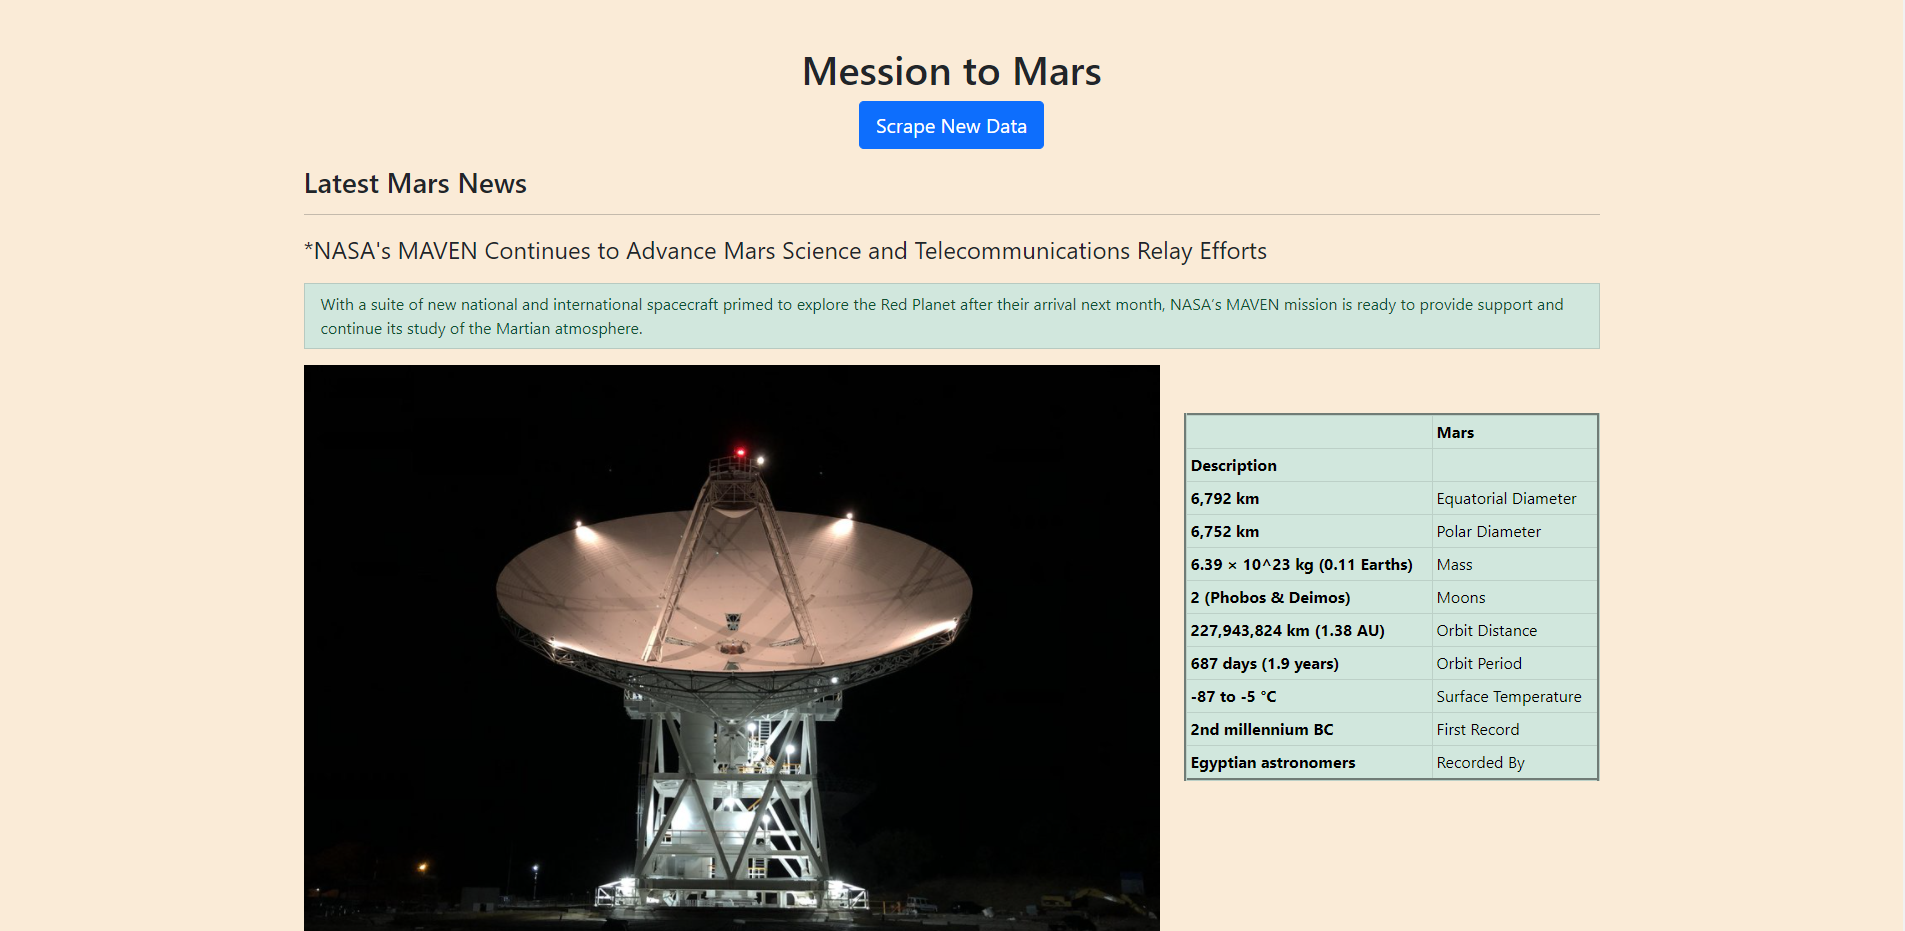 Mession to Mars
Scrape New Data
Latest Mars News
*NASA's MAVEN Continues to Advance Mars Science and Telecommunications Relay Efforts
With a suite of new national and international spacecraft primed to explore the Red Planet after their arrival next month, NASA’s MAVEN mission is ready to provide support and
continue its study of the Martian atmosphere.
Mars
Description
6,792 km Equatorial Diameter
6,752 km Polar Diameter
6.39 × 10^23 kg (0.11 Earths) Mass
2 (Phobos & Deimos) Moons
227,943,824 km (1.38 AU) Orbit Distance
687 days (1.9 years) Orbit Period
-87 to -5 °C Surface Temperature
2nd millennium BC First Record
Egyptian astronomers Recorded By